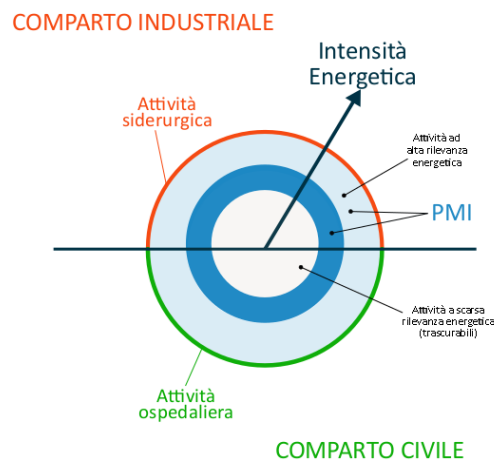 COMPARTO INDUSTRIALE
Intensità
Energetica
Attività
siderurgica
Attività ad
alta rilevanza
energetica
PMI
Attività a scarsa
rilevanza energetica
(trascurabili)
Attività
ospedaliera
COMPARTO CIVILE